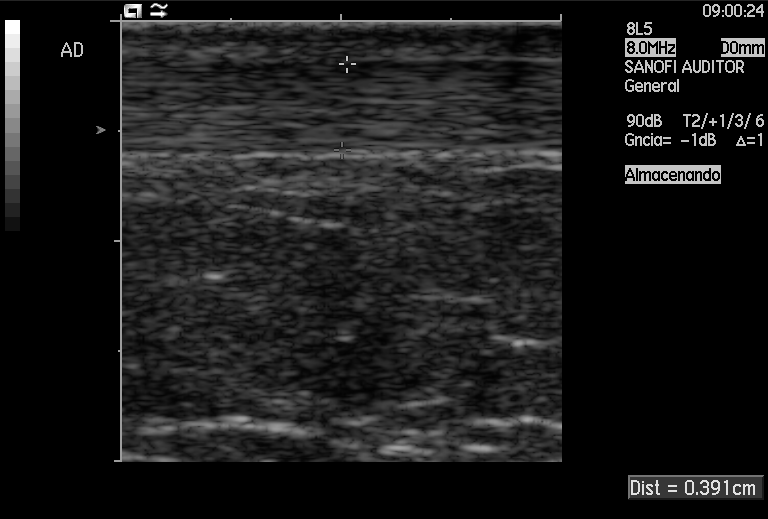 09:00:24
AD
8L5
8.0MHz 00mm
SANOFI AUDITOR
General
90dB T2/+1/3/ 6
Gncia= -1dB Δ=1
Almacenando
Dist = 0.391cm